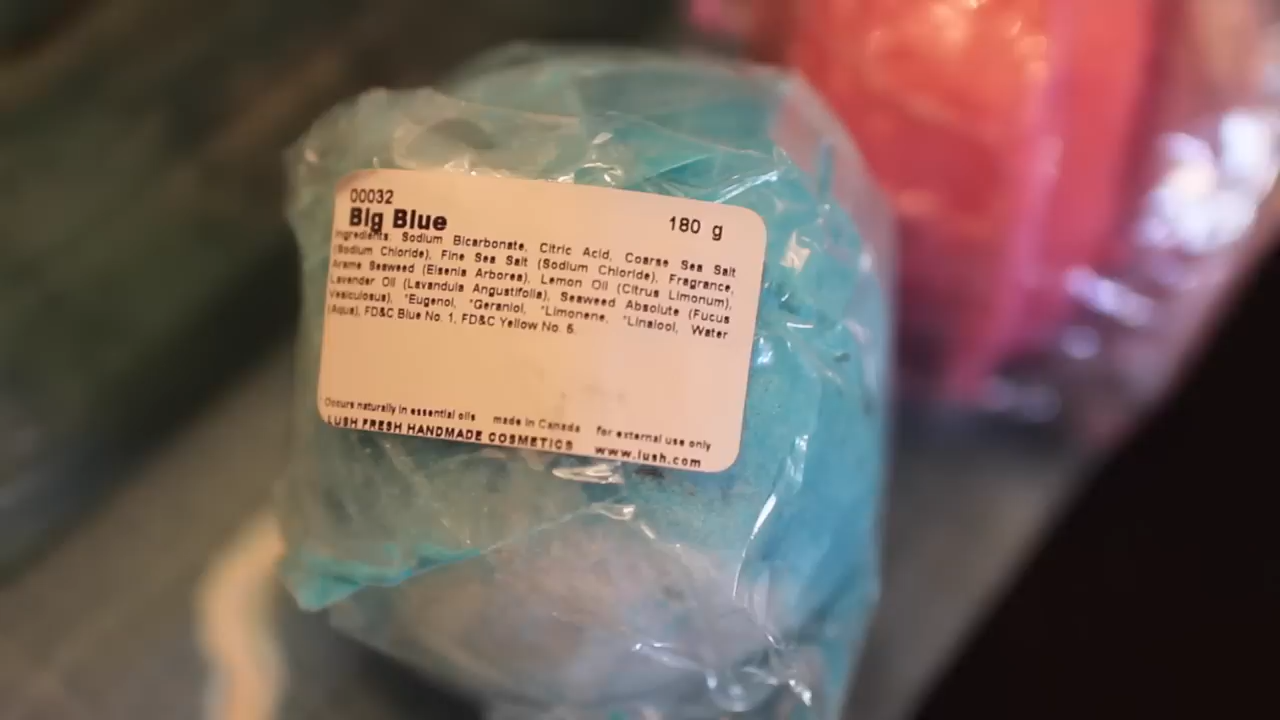 00032
Big Blue 180 g
Ingredients: Sodium Bicarbonate, Citric Acid, Coarse Sea Salt
(Sodium Chloride), Fine Sea Salt (Sodium Chloride), Fragrance,
Arame Seaweed (Eisenia Arborea), Lemon Oil (Citrus Limonum),
Lavender Oil (Lavandula Angustifolia), Seaweed Absolute (Fucus
Vesiculosus), *Eugenol, *Geraniol, *Limonene, *Linalool, Water
(Aqua), FD&C Blue No. 1, FD&C Yellow No. 5.
Occurs naturally in essential oils made in Canada for external use only
LUSH FRESH HANDMADE COSMETICS www.lush.com